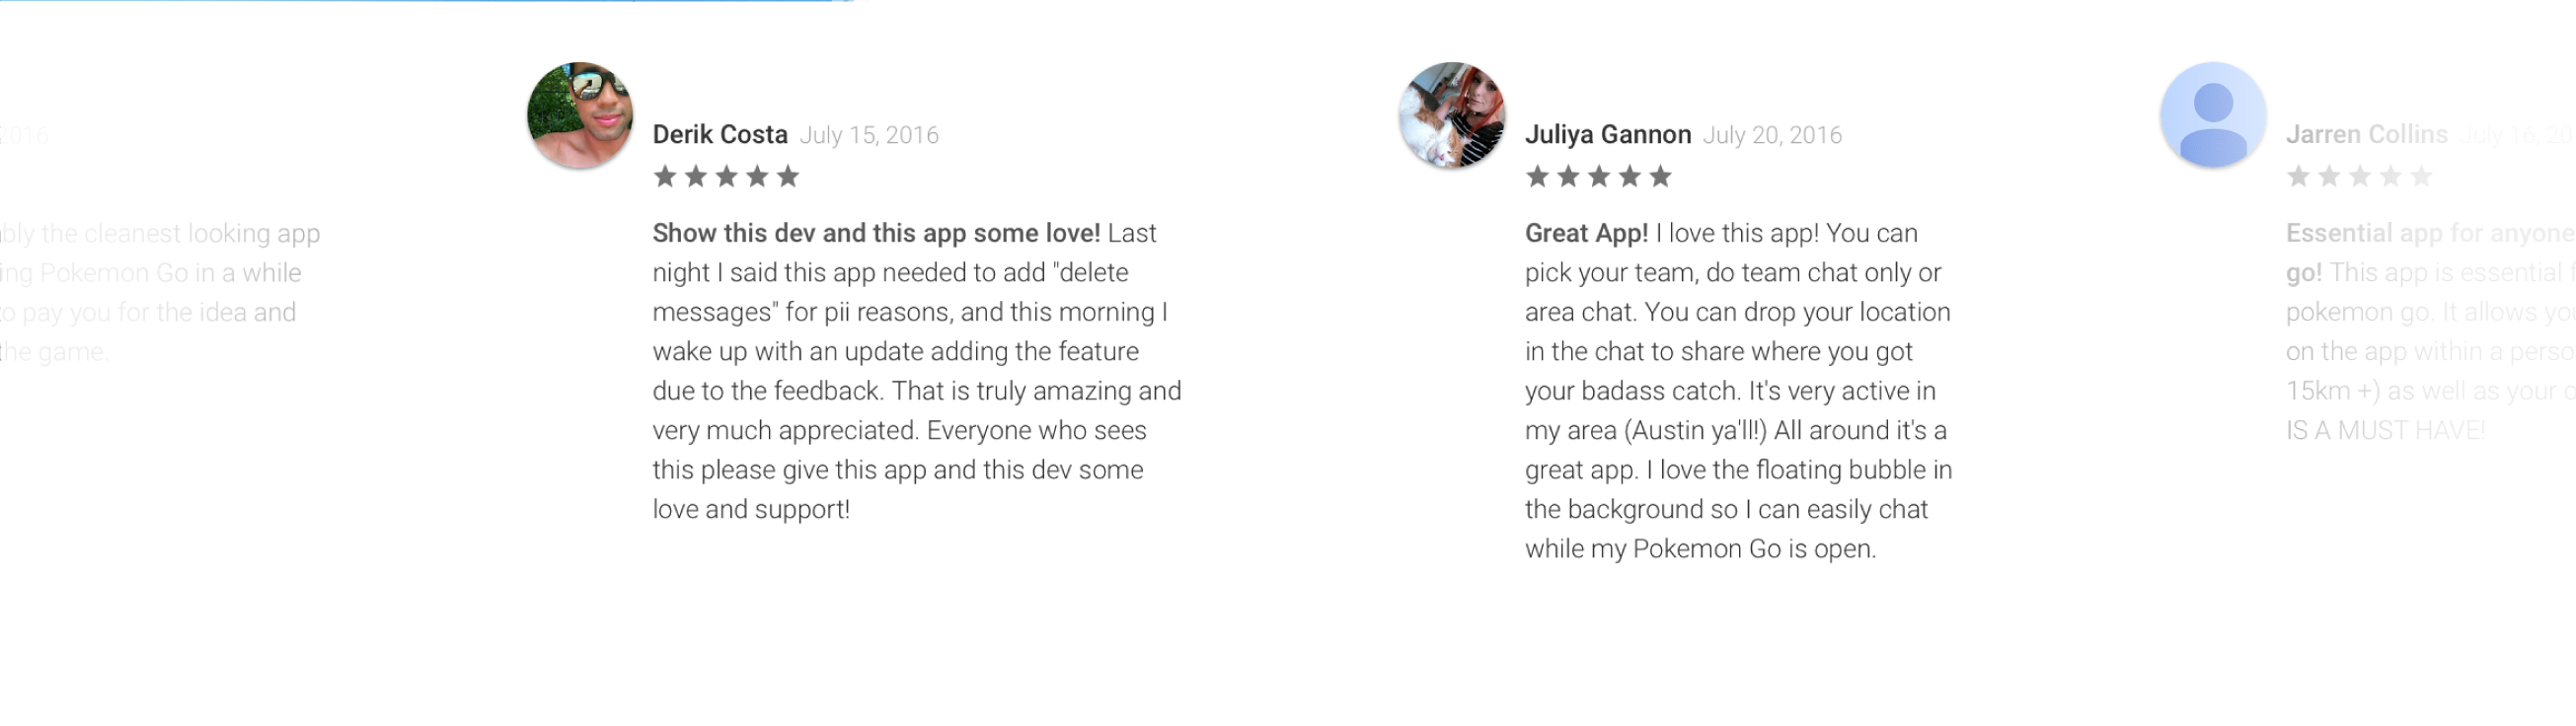 2016
bly the cleanest looking app
ing Pokemon Go in a while
to pay you for the idea and
the game.
Derik Costa July 15, 2016
Show this dev and this app some love! Last
night I said this app needed to add "delete
messages" for pii reasons, and this morning I
wake up with an update adding the feature
due to the feedback. That is truly amazing and
very much appreciated. Everyone who sees
this please give this app and this dev some
love and support!
Juliya Gannon July 20, 2016
Great App! I love this app! You can
pick your team, do team chat only or
area chat. You can drop your location
in the chat to share where you got
your badass catch. It's very active in
my area (Austin ya'll!) All around it's a
great app. I love the floating bubble in
the background so I can easily chat
while my Pokemon Go is open.
Jarren Collins July 16, 20
Essential app for anyone
go! This app is essential f
pokemon go. It allows you
on the app within a perso
15km +) as well as your o
IS A MUST HAVE!